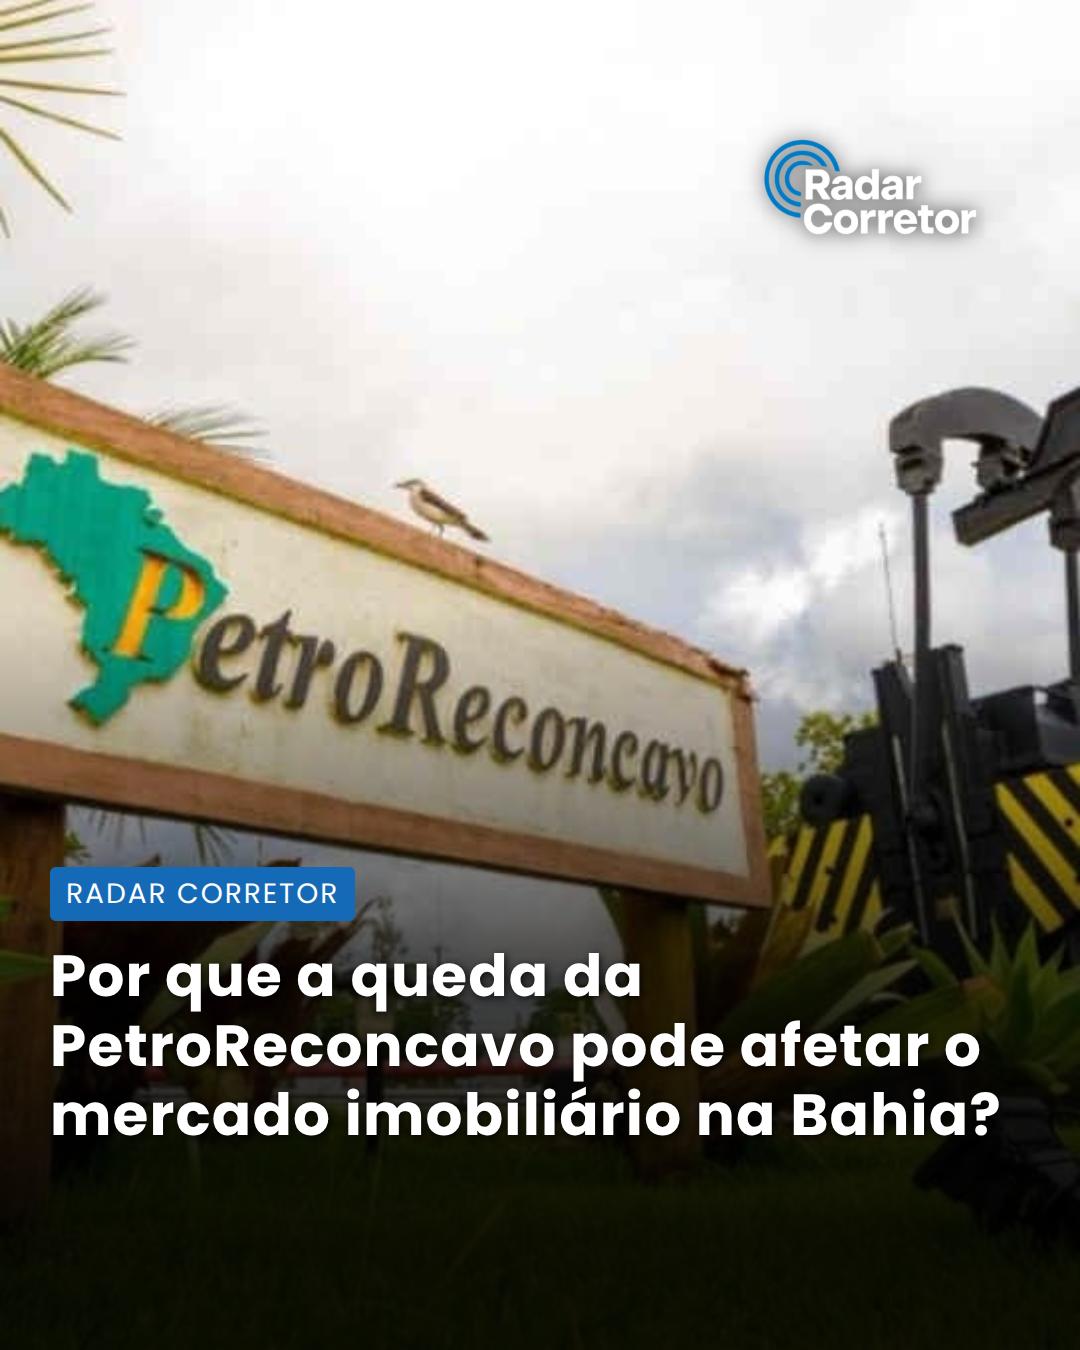 Radar
Corretor
PetroReconcavo
RADAR CORRETOR
Por que a queda da
PetroReconcavo pode afetar o
mercado imobiliário na Bahia?